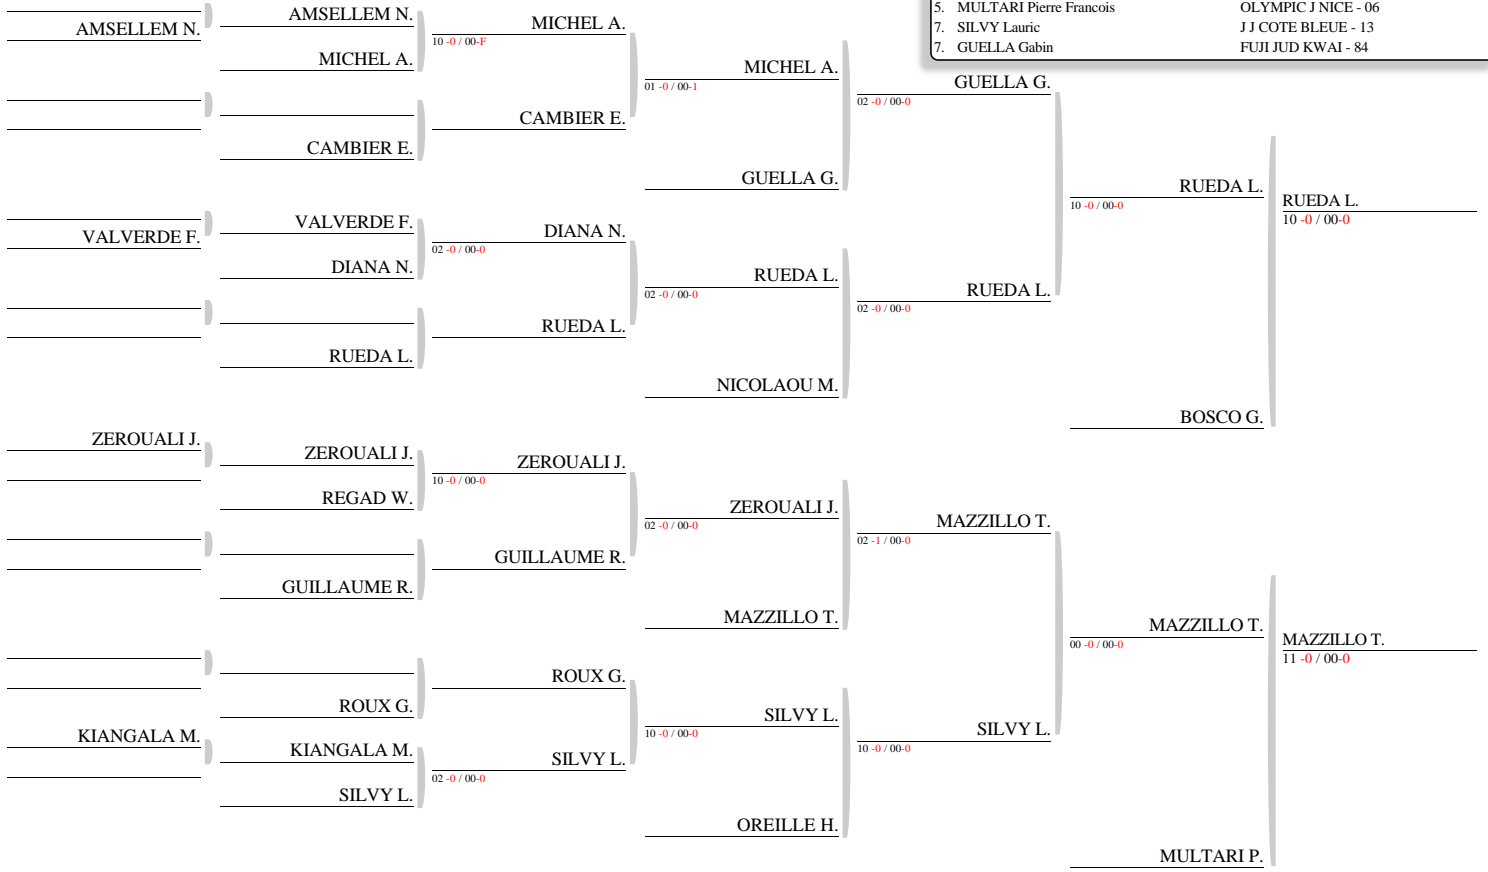 5. MULTARI Pierre Francois OLYMPIC J NICE - 06
7. SILVY Lauric J J COTE BLEUE - 13
7. GUELLA Gabin FUJI JUD KWAI - 84
AMSELLEM N.
AMSELLEM N.
MICHEL A.
CAMBIER E.
VALVERDE F.
VALVERDE F.
DIANA N.
RUEDA L.
ZEROUALI J.
ZEROUALI J.
REGAD W.
GUILLAUME R.
ROUX G.
KIANGALA M.
KIANGALA M.
SILVY L.
MICHEL A.
10 -0 / 00-F
CAMBIER E.
DIANA N.
02 -0 / 00-0
RUEDA L.
ZEROUALI J.
10 -0 / 00-0
GUILLAUME R.
ROUX G.
SILVY L.
02 -0 / 00-0
MICHEL A.
01 -0 / 00-1
GUELLA G.
RUEDA L.
02 -0 / 00-0
NICOLAOU M.
ZEROUALI J.
02 -0 / 00-0
MAZZILLO T.
SILVY L.
10 -0 / 00-0
OREILLE H.
GUELLA G.
02 -0 / 00-0
RUEDA L.
02 -0 / 00-0
MAZZILLO T.
02 -1 / 00-0
SILVY L.
10 -0 / 00-0
RUEDA L.
10 -0 / 00-0
BOSCO G.
MAZZILLO T.
00 -0 / 00-0
MULTARI P.
RUEDA L.
10 -0 / 00-0
MAZZILLO T.
11 -0 / 00-0